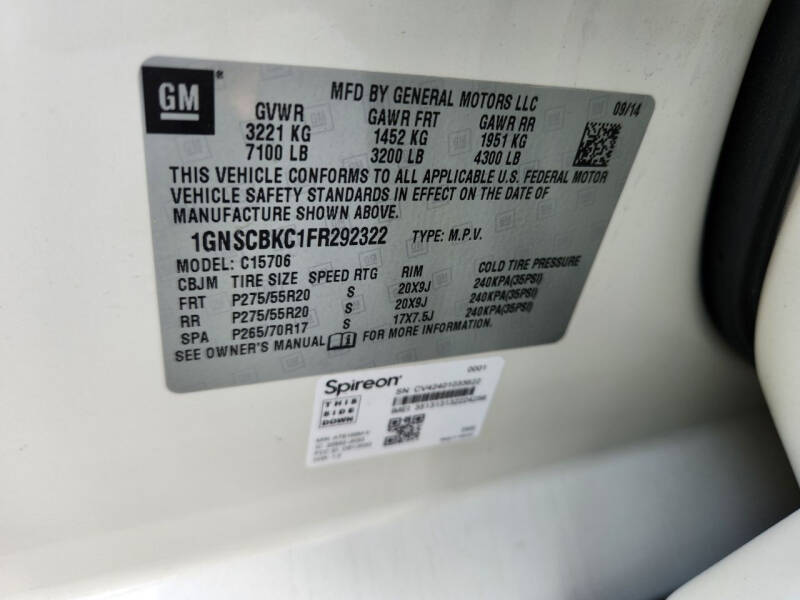 GM®
MFD BY GENERAL MOTORS LLC
09/14
GVWR GAWR FRT GAWR RR
3221 KG 1452 KG 1951 KG
7100 LB 3200 LB 4300 LB
THIS VEHICLE CONFORMS TO ALL APPLICABLE U.S. FEDERAL MOTOR
VEHICLE SAFETY STANDARDS IN EFFECT ON THE DATE OF
MANUFACTURE SHOWN ABOVE.
1GNSCBKC1FR292322 TYPE: M.P.V.
MODEL: C15706
CBJM TIRE SIZE SPEED RTG RIM COLD TIRE PRESSURE
FRT P275/55R20 S 20X9J 240KPA(35PSI)
RR P275/55R20 S 20X9J 240KPA(35PSI)
SPA P265/70R17 S 17X7.5J 240KPA(35PSI)
SEE OWNER'S MANUAL FOR MORE INFORMATION.
Spireon®
0001
THIS
SIDE
DOWN